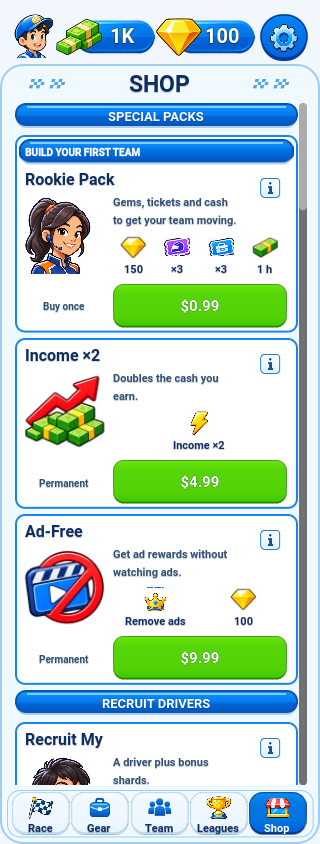 1K
100
SHOP
SPECIAL PACKS
BUILD YOUR FIRST TEAM
Rookie Pack
Gems, tickets and cash
to get your team moving.
150 ×3 ×3 1 h
Buy once
$0.99
Income ×2
Doubles the cash you
earn.
Income ×2
Permanent
$4.99
Ad-Free
Get ad rewards without
watching ads.
Remove ads 100
Permanent
$9.99
RECRUIT DRIVERS
Recruit My
A driver plus bonus
shards.
Race Gear Team Leagues Shop